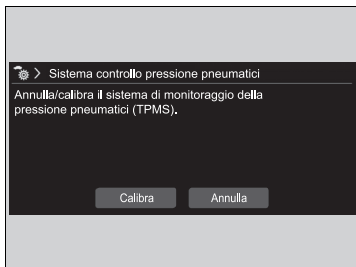 > Sistema controllo pressione pneumatici
Annulla/calibra il sistema di monitoraggio della
pressione pneumatici (TPMS).
Calibra
Annulla